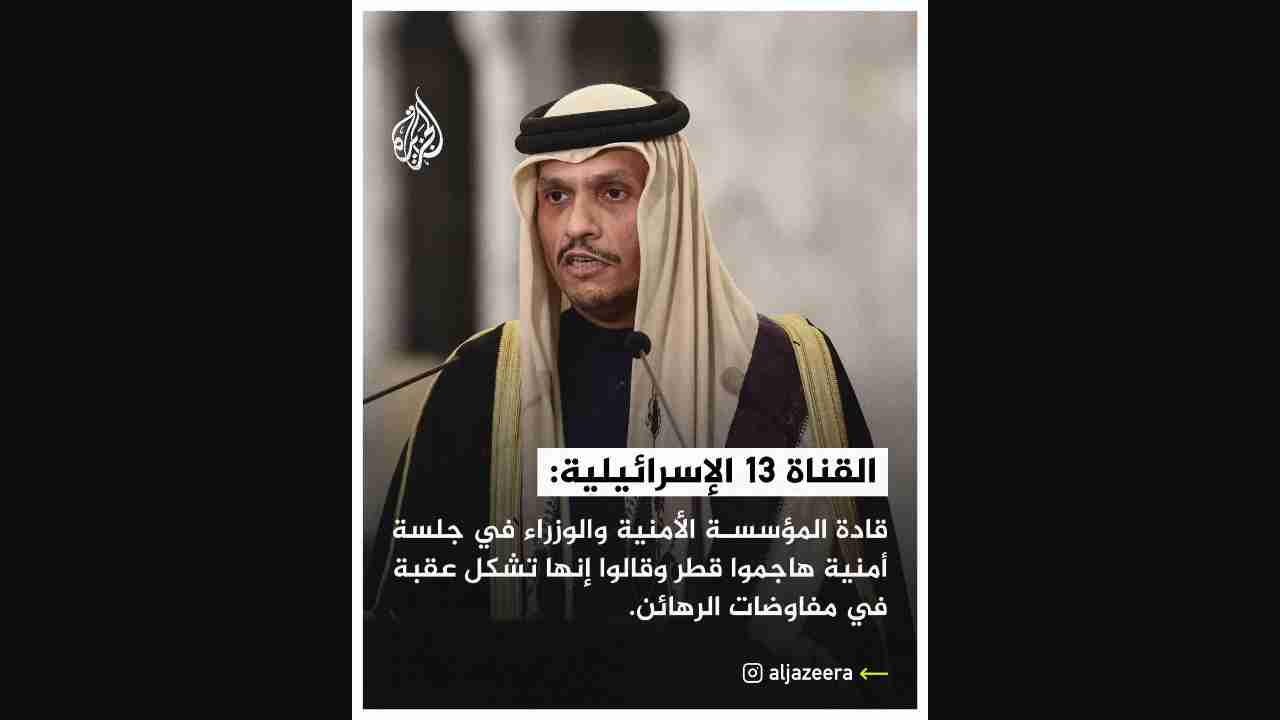 الجزيرة
القناة 13 الإسرائيلية:
قادة المؤسسة الأمنية والوزراء في جلسة
أمنية هاجموا قطر وقالوا إنها تشكل عقبة
في مفاوضات الرهائن.
aljazeera